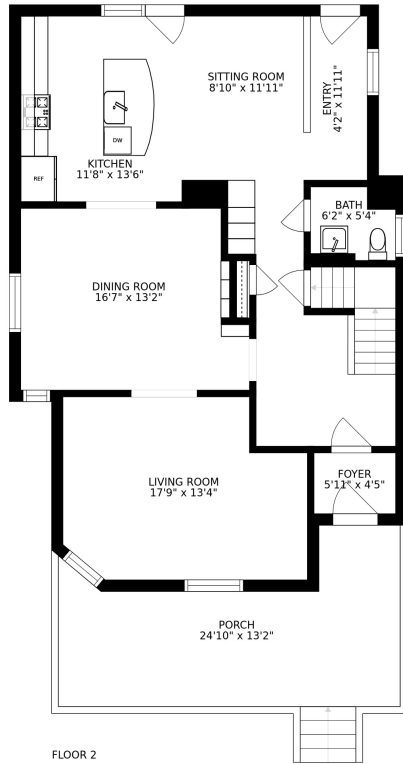 SITTING ROOM
8'10" x 11'11"
ENTRY
4'2" x 11'11"
DW
KITCHEN
11'8" x 13'6"
REF
BATH
6'2" x 5'4"
DINING ROOM
16'7" x 13'2"
LIVING ROOM
17'9" x 13'4"
FOYER
5'11" x 4'5"
PORCH
24'10" x 13'2"
FLOOR 2